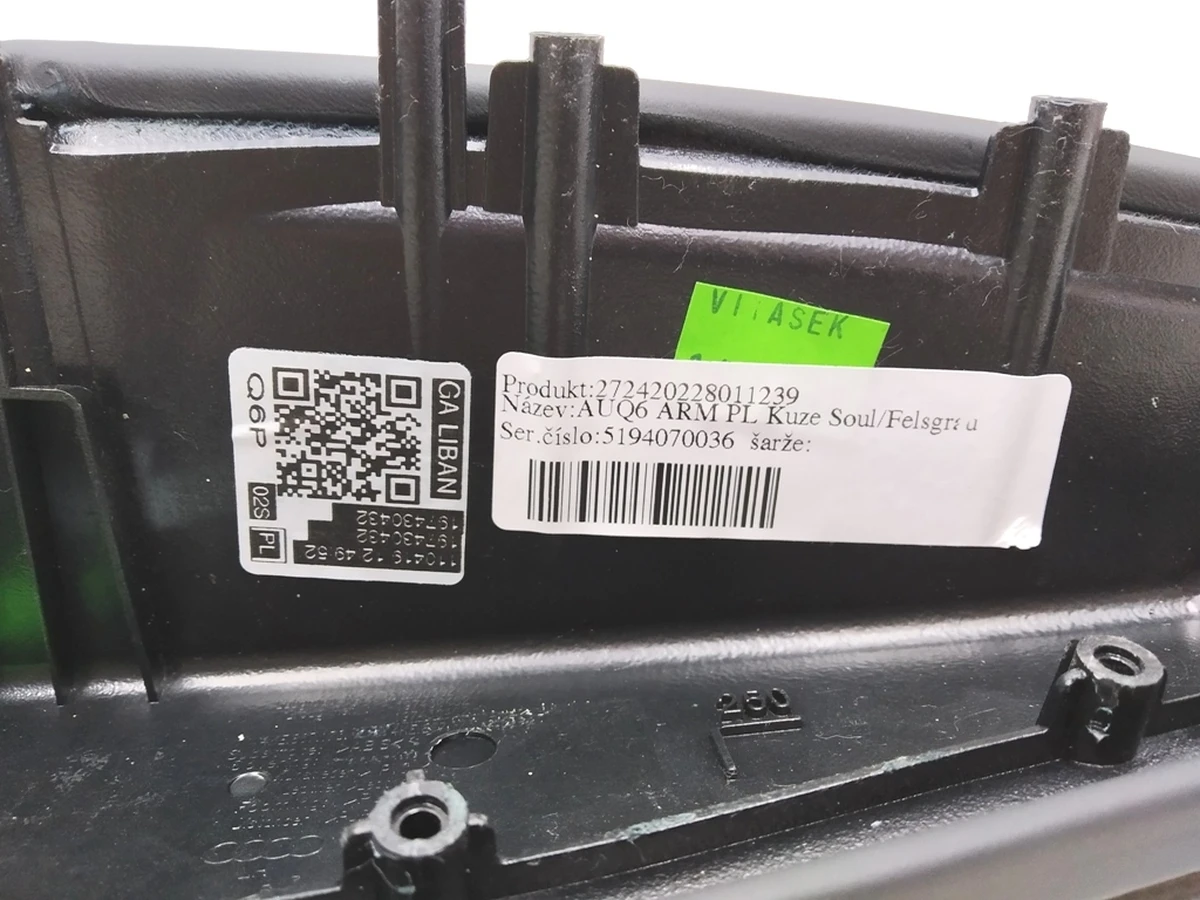 VITASEK
Produkt:272420228011239
Název:AUQ6 ARM PL Kuze Soul/Felsgrau
Ser.číslo:5194070036 šarže:
Q6P
GA LIBAN
02S
PL
197430432
197430432
110419 12 49 52
260